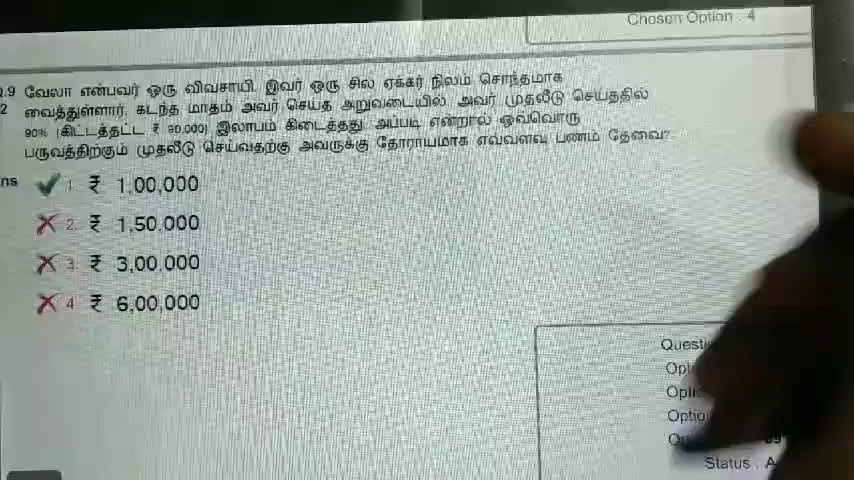 Chosen Option : 4
.9 வேலா என்பவர் ஒரு விவசாயி. இவர் ஒரு சில ஏக்கர் நிலம் சொந்தமாக
2 வைத்துள்ளார். கடந்த மாதம் அவர் செய்த அறுவடையில், அவர் முதலீடு செய்ததில்
90% (கிட்டத்தட்ட ₹ 90,000) இலாபம் கிடைத்தது. அப்படி என்றால் ஒவ்வொரு
பருவத்திற்கும் முதலீடு செய்வதற்கு அவருக்கு தோராயமாக எவ்வளவு பணம் தேவை?
ns 1. ₹ 1,00,000
2. ₹ 1,50,000
3. ₹ 3,00,000
4. ₹ 6,00,000
Status : A